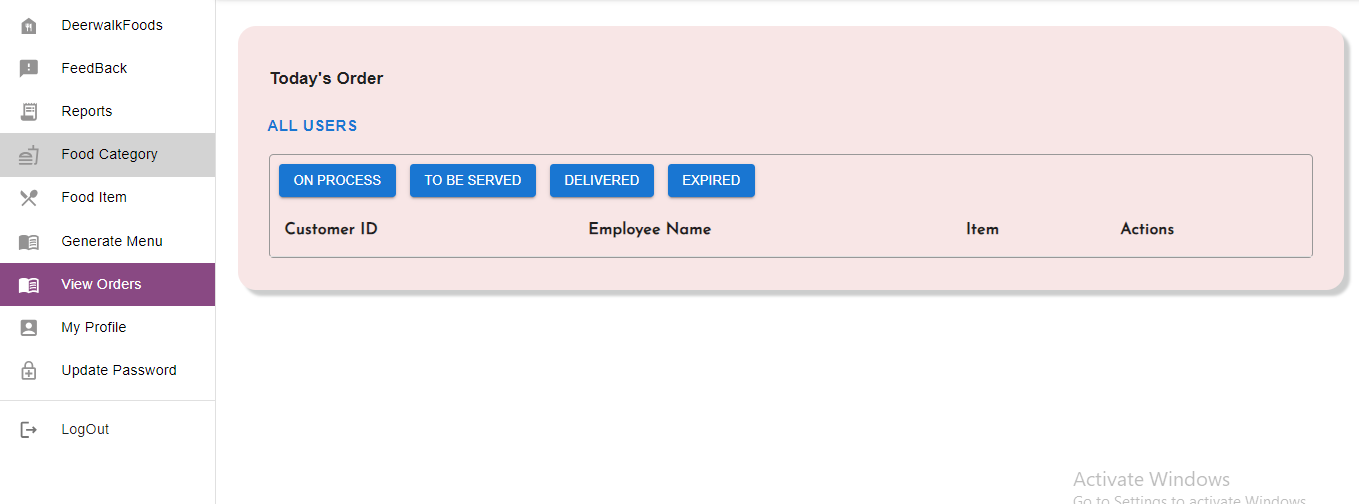 DeerwalkFoods
FeedBack
Reports
Food Category
Food Item
Generate Menu
View Orders
My Profile
Update Password
LogOut
Today's Order
ALL USERS
ON PROCESS TO BE SERVED DELIVERED EXPIRED
Customer ID Employee Name Item Actions
Activate Windows
Go to Settings to activate Windows.